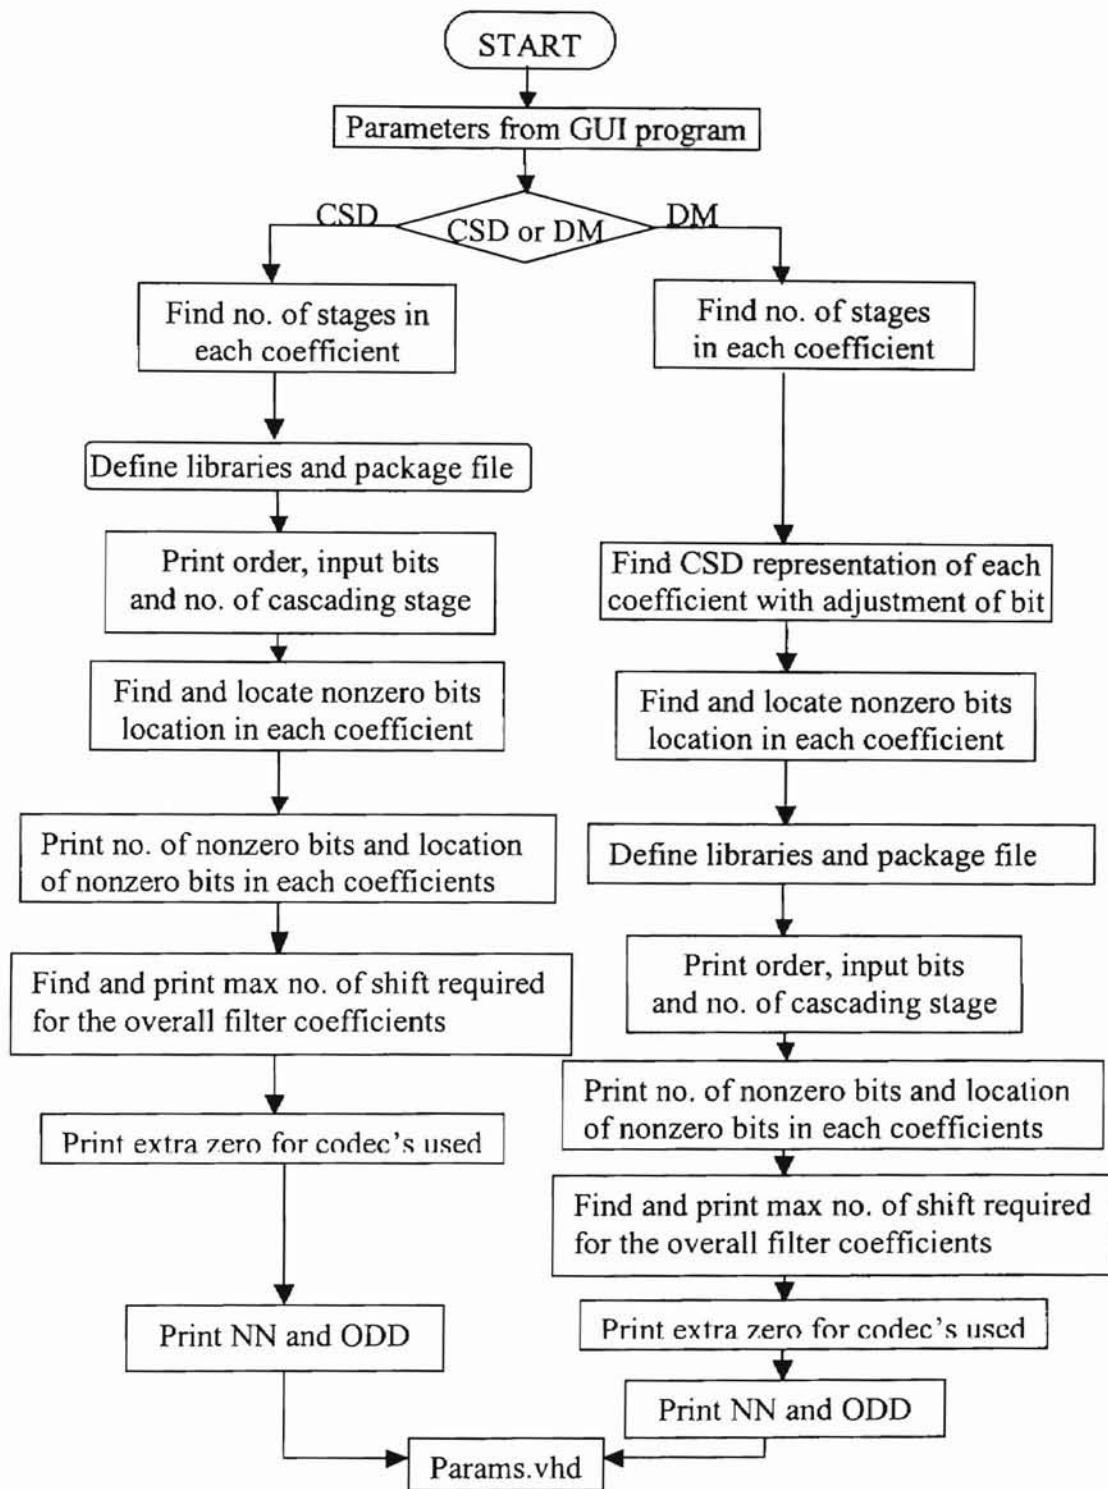 START
Parameters from GUI program
CSD
CSD or DM
DM
Find no. of stages in
each coefficient
Define libraries and package file
Print order, input bits
and no. of cascading stage
Find and locate nonzero bits
location in each coefficient
Print no. of nonzero bits and location
of nonzero bits in each coefficients
Find and print max no. of shift required
for the overall filter coefficients
Print extra zero for codec's used
Print NN and ODD
Find no. of stages
in each coefficient
Find CSD representation of each
coefficient with adjustment of bit
Find and locate nonzero bits
location in each coefficient
Define libraries and package file
Print order, input bits
and no. of cascading stage
Print no. of nonzero bits and location
of nonzero bits in each coefficients
Find and print max no. of shift required
for the overall filter coefficients
Print extra zero for codec's used
Print NN and ODD
Params.vhd